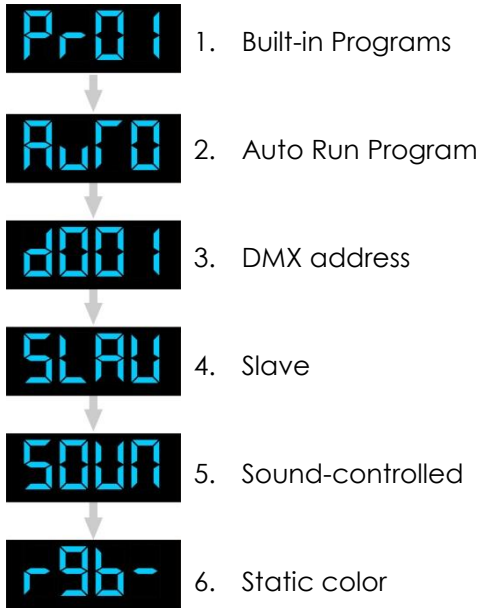 Pr01 1. Built-in Programs
AuTO 2. Auto Run Program
d001 3. DMX address
SLAU 4. Slave
SOUN 5. Sound-controlled
rgb- 6. Static color